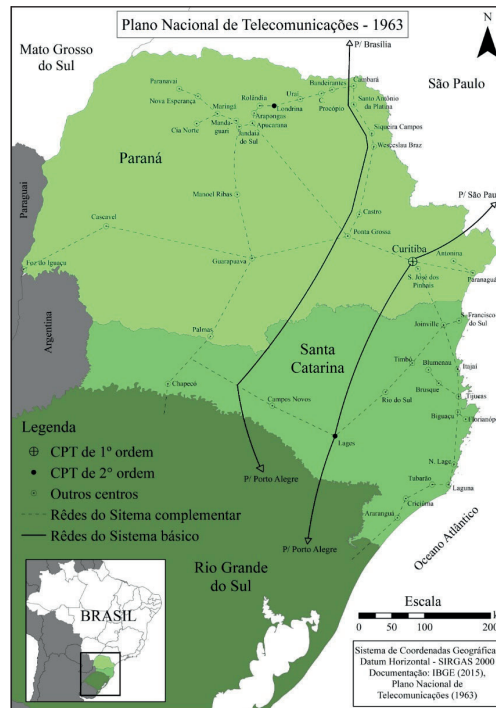 Plano Nacional de Telecomunicações - 1963
Mato Grosso
do Sul
P/ Brasília
N
São Paulo
Paranavaí
Nova Esperança
Maringá
Cia Norte
Manda-
guari
Rolândia
Londrina
Arapongas
Apucarana
Jandaia
do Sul
Uraí
Bandeirantes
C.
Procópio
Cambará
Santo Antônio
da Platina
Siqueira Campos
Wesceslau Braz
Paraná
Paraguai
Manoel Ribas
Cascavel
Castro
Ponta Grossa
P/ São Pau
Curitiba
Antonina
Foz do Iguaçu
Guarapuava
S. José dos
Pinhais
Paranaguá
Argentina
S. Francisco
do Sul
Joinville
Palmas
Santa
Catarina
Timbó
Blumenau
Itajaí
Chapecó
Brusque
Campos Novos
Rio do Sul
Tijucas
Biguaçu
Florianóp
Lages
N. Lage
Tubarão
Laguna
Criciúma
Araranguá
P/ Porto Alegre
P/ Porto Alegre
Legenda
CPT de 1º ordem
CPT de 2° ordem
Outros centros
Rêdes do Sitema complementar
Rêdes do Sistema básico
Rio Grande
do Sul
Oceano Atlântico
BRASIL
Escala
k
0
50
100
200
Sistema de Coordenadas Geográfica
Datum Horizontal - SIRGAS 2000
Documentação: IBGE (2015),
Plano Nacional de
Telecomunicações (1963)